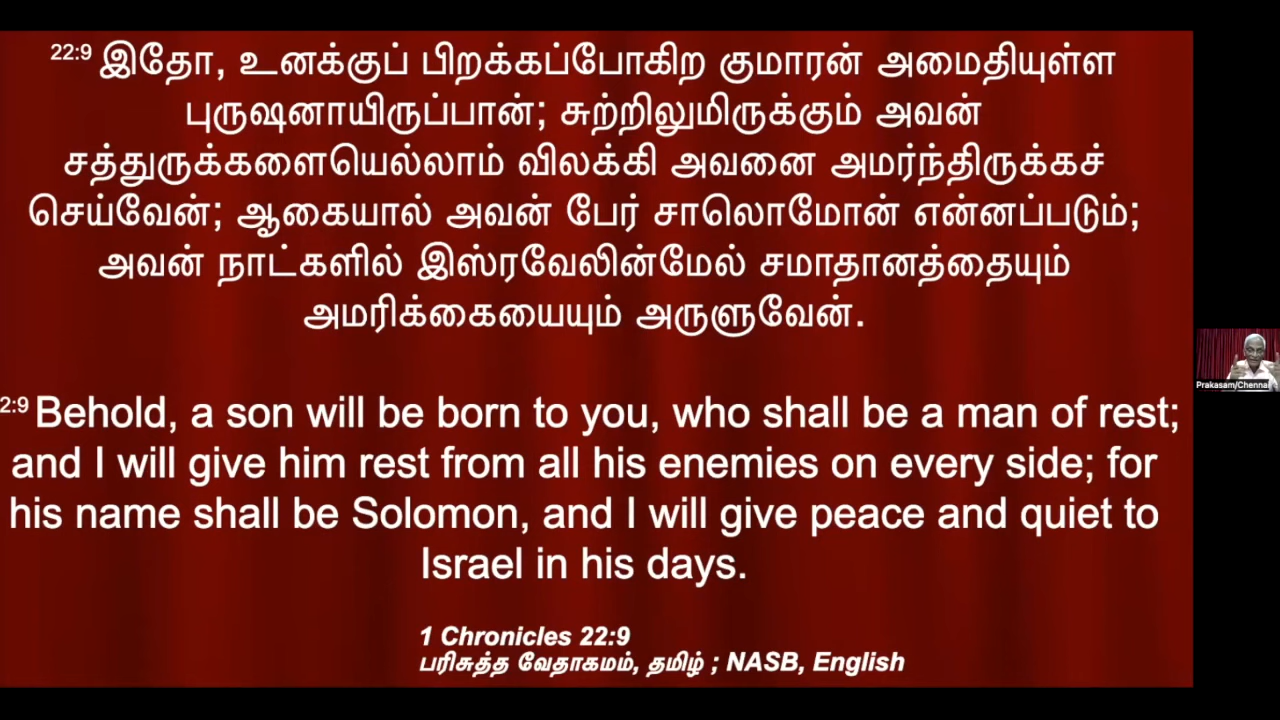 22:9 இதோ, உனக்குப் பிறக்கப்போகிற குமாரன் அமைதியுள்ள
புருஷனாயிருப்பான்; சுற்றிலுமிருக்கும் அவன்
சத்துருக்களையெல்லாம் விலக்கி அவனை அமர்ந்திருக்கச்
செய்வேன்; ஆகையால் அவன் பேர் சாலொமோன் என்னப்படும்;
அவன் நாட்களில் இஸ்ரவேலின்மேல் சமாதானத்தையும்
அமரிக்கையையும் அருளுவேன்.
2:9 Behold, a son will be born to you, who shall be a man of rest;
and I will give him rest from all his enemies on every side; for
his name shall be Solomon, and I will give peace and quiet to
Israel in his days.
1 Chronicles 22:9
பரிசுத்த வேதாகமம், தமிழ் ; NASB, English
Prakasam/Chennai